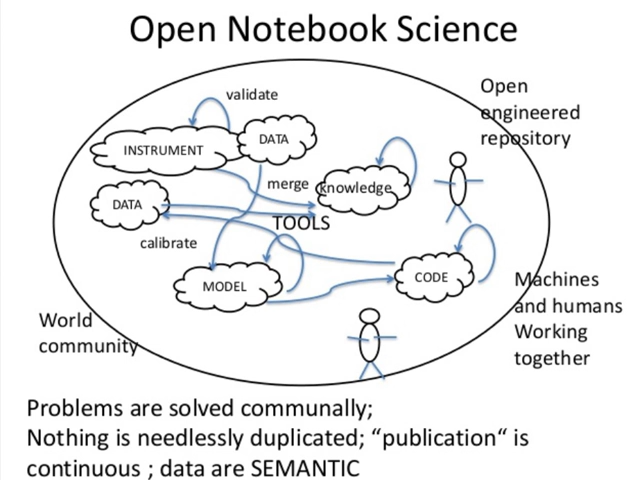 Open Notebook Science
validate
Open
engineered
repository
INSTRUMENT
DATA
merge
knowledge
DATA
TOOLS
calibrate
MODEL
CODE
Machines
and humans
Working
together
World
community
Problems are solved communally;
Nothing is needlessly duplicated; “publication“ is
continuous ; data are SEMANTIC